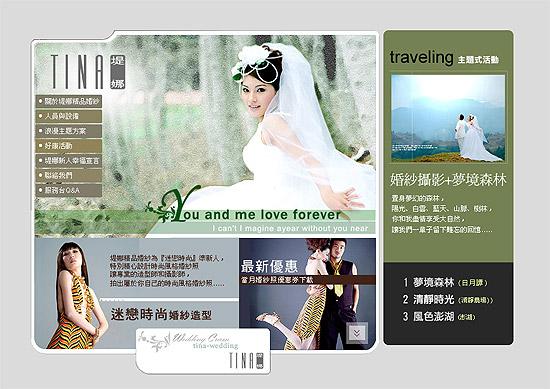 TINA 堤娜
關於堤娜精品婚紗
人員與設備
浪漫主題方案
好康活動
堤娜新人幸福宣言
聯絡我們
服務台Q&A
You and me love forever
I can't I magine ayear without you near
traveling 主題式活動
婚紗攝影+夢境森林
置身夢幻的森林，
陽光、白雲、藍天、山脈、樹林，
你和我盡情享受大自然，
讓我們一輩子留下難忘的回憶……
1 夢境森林 (日月潭)
2 清靜時光 (清靜農場)
3 風色澎湖 (澎湖)
堤娜精品婚紗為『迷戀時尚』準新人，
特別精心設計時尚風格婚紗照
讓專業的造型師和攝影師，
拍出屬於你自己的時尚風格婚紗照……
迷戀時尚 婚紗造型
最新優惠
當月婚紗照優惠券下載
tina-wedding
TINA 堤娜